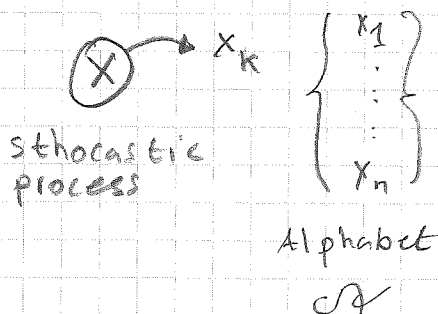 X
x_k
x_1
x_n
sthocastic
process
Alphabet
𝒜